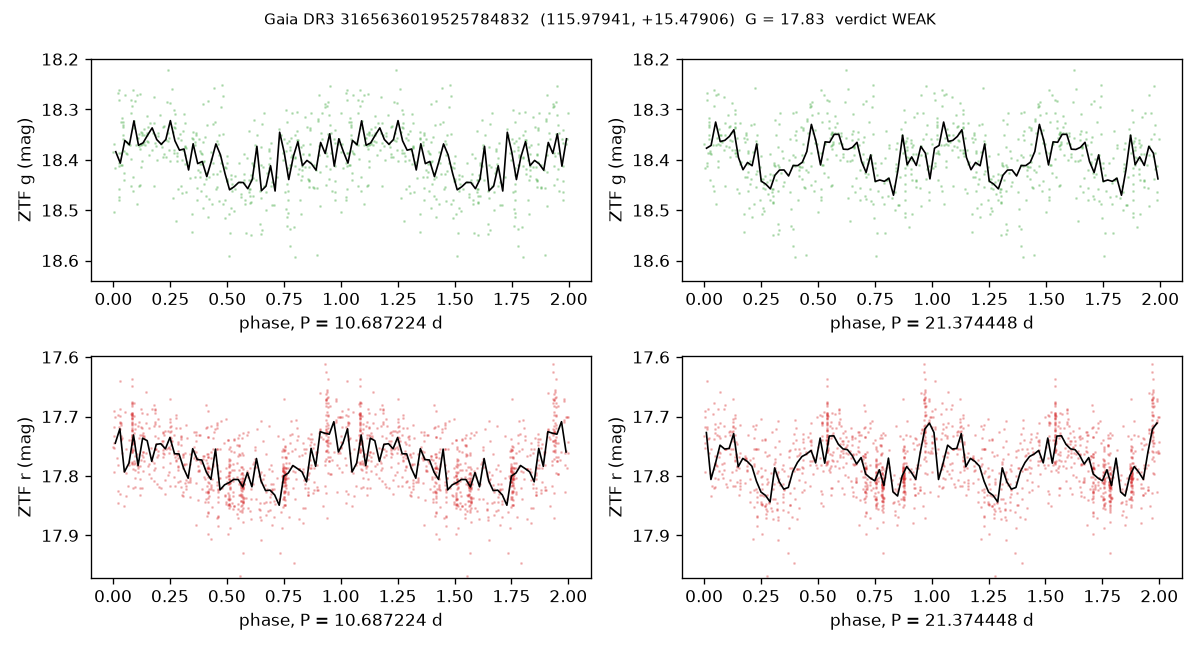 Gaia DR3 3165636019525784832  (115.97941, +15.47906)  G = 17.83  verdict WEAK
18.2
18.3
18.4
18.5
18.6
ZTF g (mag)
0.00 0.25 0.50 0.75 1.00 1.25 1.50 1.75 2.00
phase, P = 10.687224 d
18.2
18.3
18.4
18.5
18.6
ZTF g (mag)
0.00 0.25 0.50 0.75 1.00 1.25 1.50 1.75 2.00
phase, P = 21.374448 d
17.6
17.7
17.8
17.9
ZTF r (mag)
0.00 0.25 0.50 0.75 1.00 1.25 1.50 1.75 2.00
phase, P = 10.687224 d
17.6
17.7
17.8
17.9
ZTF r (mag)
0.00 0.25 0.50 0.75 1.00 1.25 1.50 1.75 2.00
phase, P = 21.374448 d